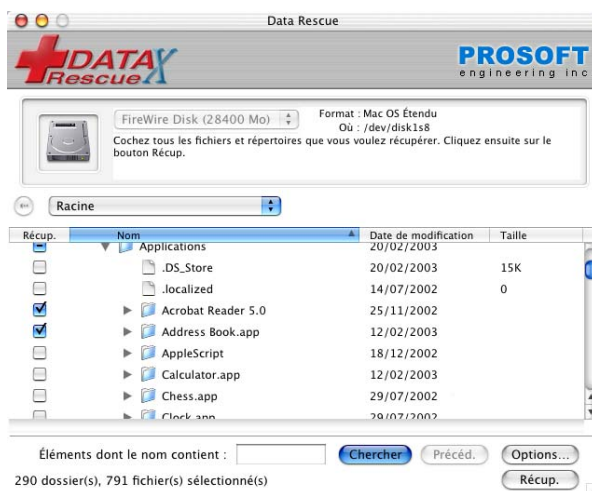 Data Rescue
DATA X
Rescue
PROSOFT
engineering inc
FireWire Disk (28400 Mo)
Format : Mac OS Étendu
Où : /dev/disk1s8
Cochez tous les fichiers et répertoires que vous voulez récupérer. Cliquez ensuite sur le
bouton Récup.
Racine
Récup. Nom Date de modification Taille
Applications 20/02/2003
.DS_Store 20/02/2003 15K
.localized 14/07/2002 0
Acrobat Reader 5.0 25/11/2002
Address Book.app 12/02/2003
AppleScript 18/12/2002
Calculator.app 12/02/2003
Chess.app 29/07/2002
Clock.app 29/07/2002
Éléments dont le nom contient : Chercher Précéd. Options...
290 dossier(s), 791 fichier(s) sélectionné(s) Récup.